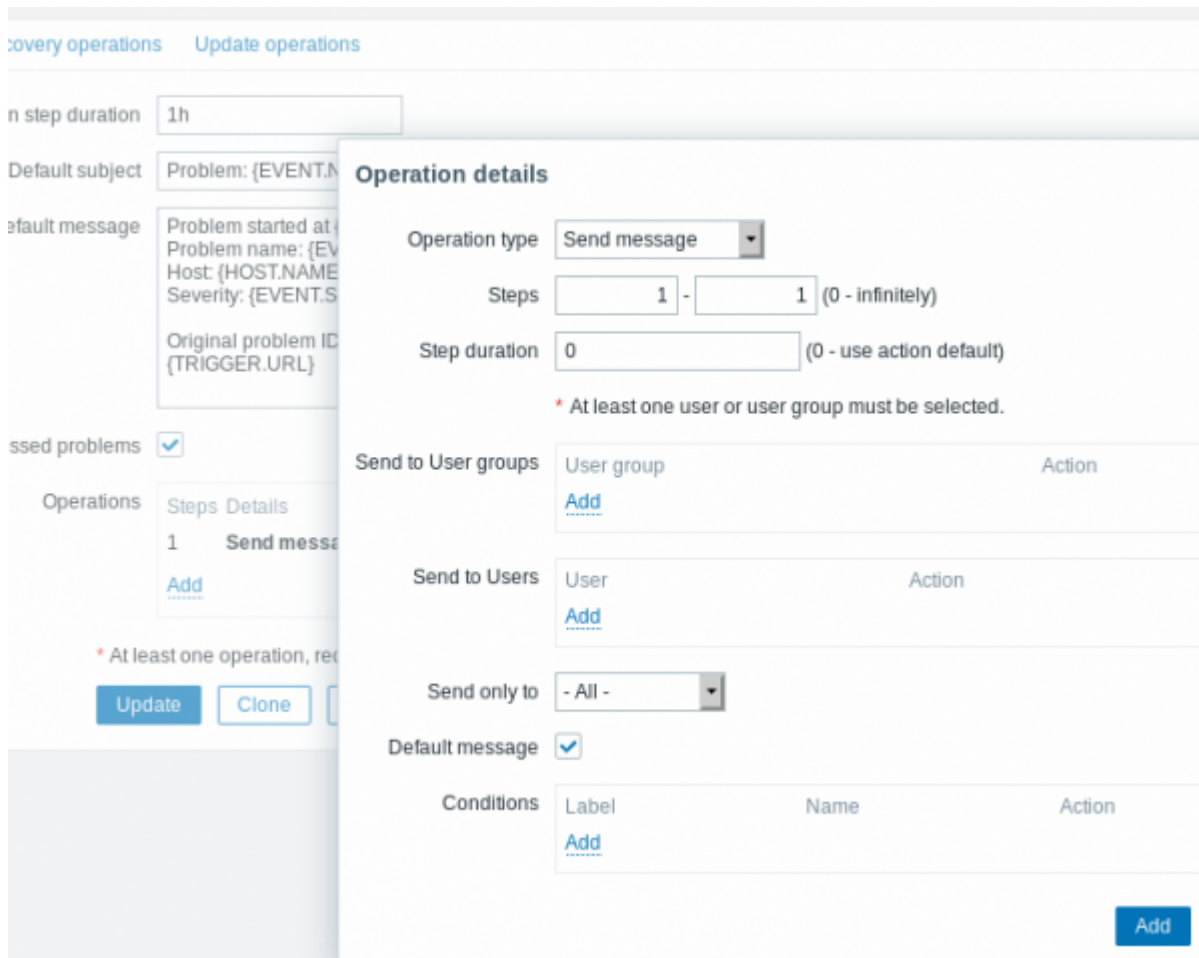 covery operations Update operations
n step duration 1h
Default subject Problem: {EVENT.N
efault message Problem started at
Problem name: {EV
Host: {HOST.NAME
Severity: {EVENT.S
Original problem ID
{TRIGGER.URL}
ssed problems
Operations Steps Details
1 Send messa
Add
* At least one operation, rec
Update Clone
Operation details
Operation type Send message
Steps 1 - 1 (0 - infinitely)
Step duration 0 (0 - use action default)
* At least one user or user group must be selected.
Send to User groups User group Action
Add
Send to Users User Action
Add
Send only to - All -
Default message
Conditions Label Name Action
Add
Add